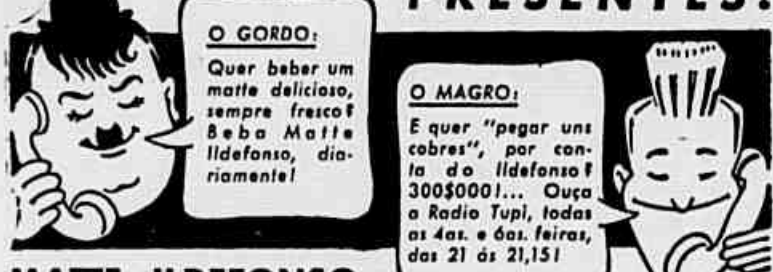 PRESENTES!
O GORDO:
Quer beber um
matte delicioso,
sempre fresco?
Beba Matte
Ildefonso, dia-
riamente!
O MAGRO:
E quer "pegar uns
cobres", por con-
ta do Ildefonso?
300$000!... Ouça
a Radio Tupi, todas
as 4as. e 6as. feiras,
das 21 ás 21,15!
MATTE ILDEFONSO